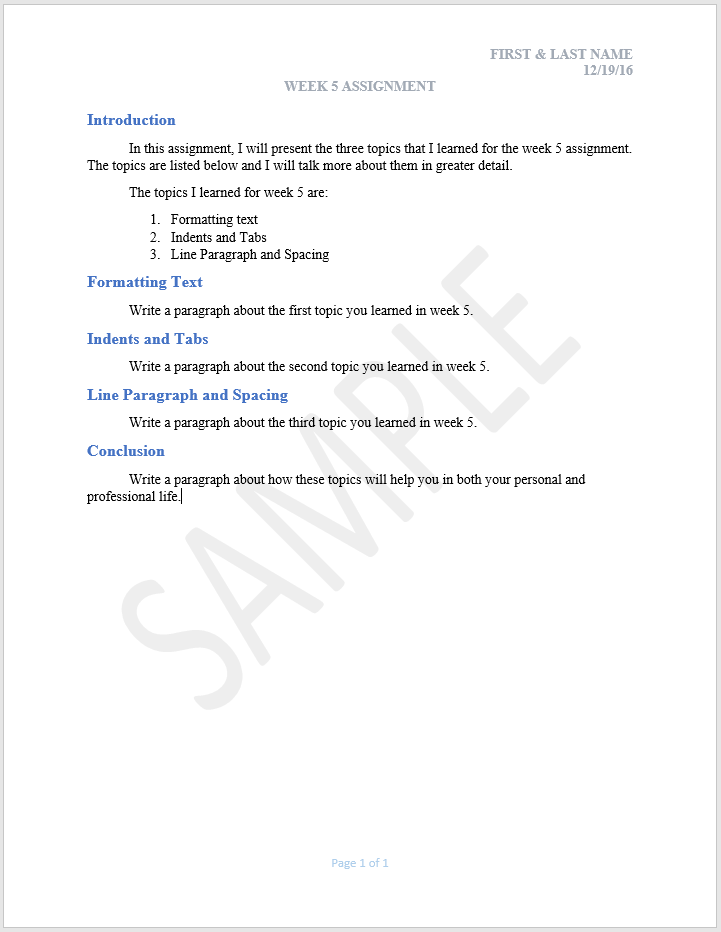 FIRST & LAST NAME
12/19/16
WEEK 5 ASSIGNMENT
Introduction
In this assignment, I will present the three topics that I learned for the week 5 assignment.
The topics are listed below and I will talk more about them in greater detail.
The topics I learned for week 5 are:
1. Formatting text
2. Indents and Tabs
3. Line Paragraph and Spacing
Formatting Text
Write a paragraph about the first topic you learned in week 5.
Indents and Tabs
Write a paragraph about the second topic you learned in week 5.
Line Paragraph and Spacing
Write a paragraph about the third topic you learned in week 5.
Conclusion
Write a paragraph about how these topics will help you in both your personal and
professional life.
SAMPLE
Page 1 of 1